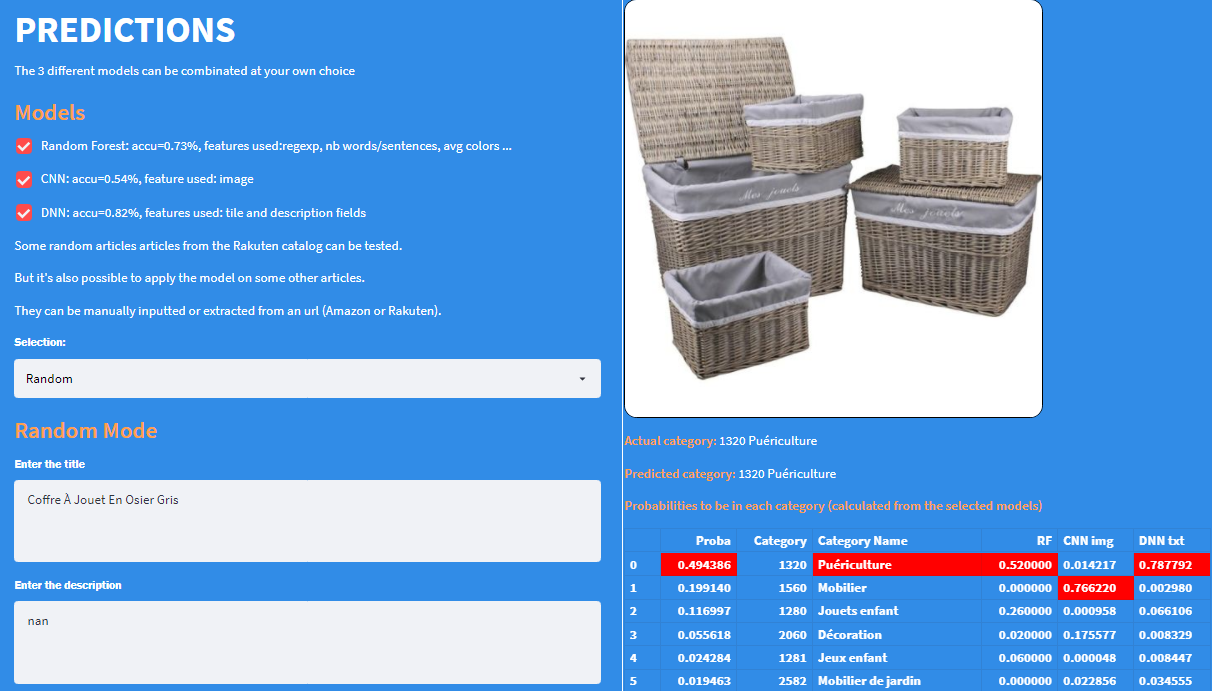 PREDICTIONS
The 3 different models can be combinated at your own choice
Models
Random Forest: accu=0.73%, features used:regexp, nb words/sentences, avg colors ...
CNN: accu=0.54%, feature used: image
DNN: accu=0.82%, features used: tile and description fields
Some random articles articles from the Rakuten catalog can be tested.
But it's also possible to apply the model on some other articles.
They can be manually inputted or extracted from an url (Amazon or Rakuten).
Selection:
Random
Random Mode
Enter the title
Coffre À Jouet En Osier Gris
Enter the description
nan
Mes jouets
Mes jouets
Actual category: 1320 Puériculture
Predicted category: 1320 Puériculture
Probabilities to be in each category (calculated from the selected models)
Proba Category Category Name RF CNN img DNN txt
0 0.494386 1320 Puériculture 0.520000 0.014217 0.787792
1 0.199140 1560 Mobilier 0.000000 0.766220 0.002980
2 0.116997 1280 Jouets enfant 0.260000 0.000958 0.066106
3 0.055618 2060 Décoration 0.020000 0.175577 0.008329
4 0.024284 1281 Jeux enfant 0.060000 0.000048 0.008447
5 0.019463 2582 Mobilier de jardin 0.000000 0.022856 0.034555